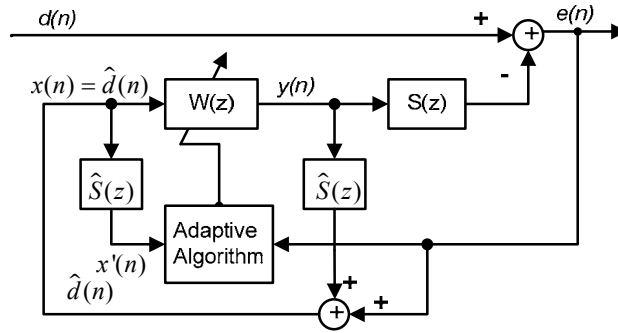 d(n)
+
e(n)
+
-
x(n) = d̂(n)
W(z)
y(n)
S(z)
Ŝ(z)
Ŝ(z)
Adaptive
Algorithm
x'(n)
d̂(n)
+
+
+